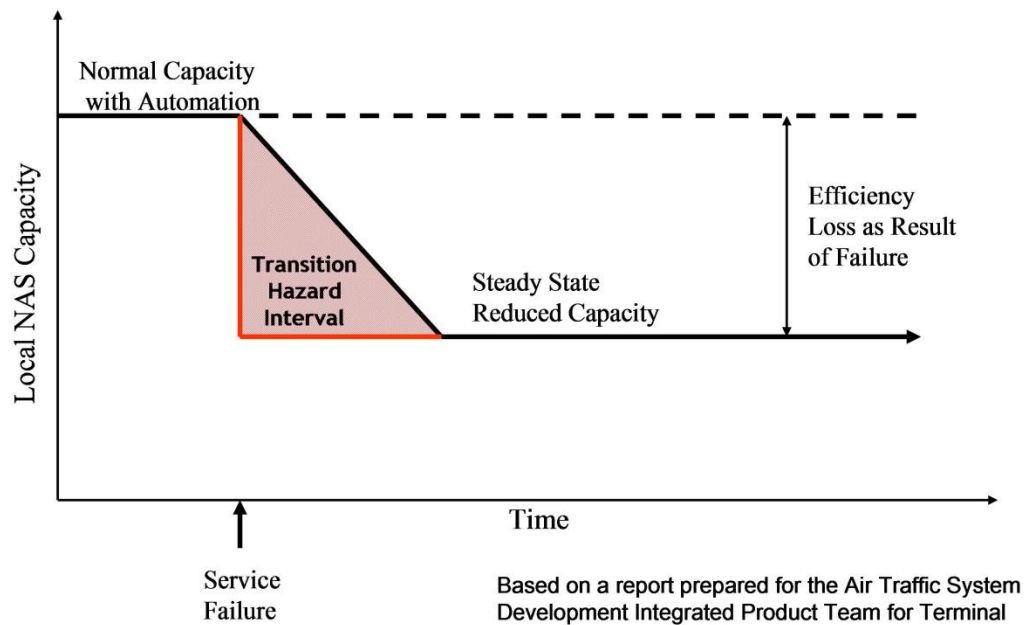 Normal Capacity
with Automation
Local NAS Capacity
Efficiency
Loss as Result
of Failure
Transition
Hazard
Interval
Steady State
Reduced Capacity
Time
Service
Failure
Based on a report prepared for the Air Traffic System
Development Integrated Product Team for Terminal